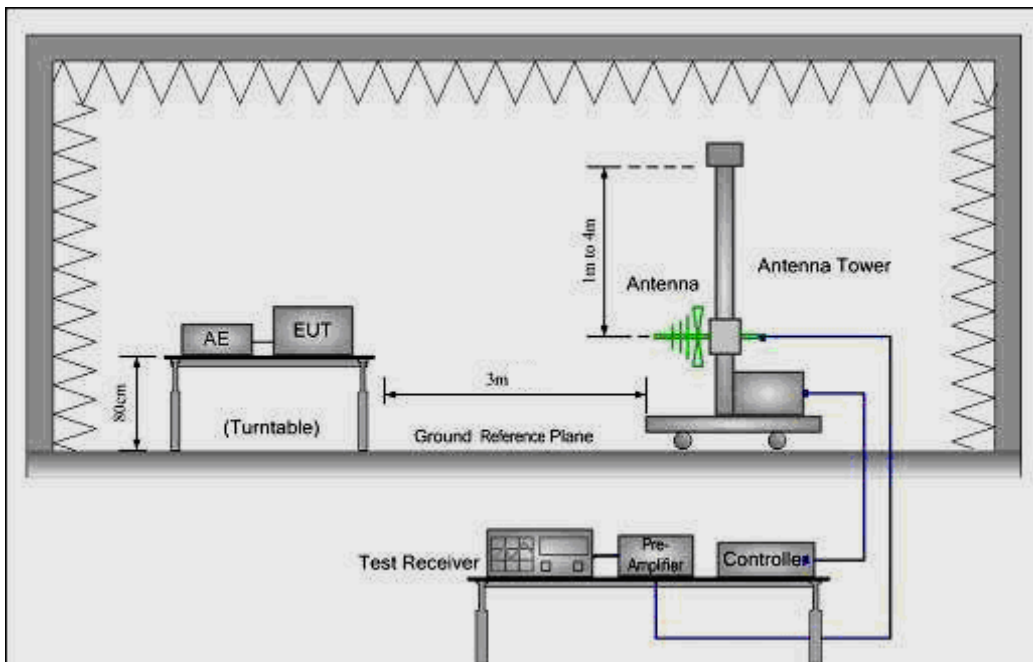 1m to 4m
Antenna
Antenna Tower
AE
EUT
80cm
(Turntable)
3m
Ground Reference Plane
Test Receiver
Pre-
Amplifier
Controller